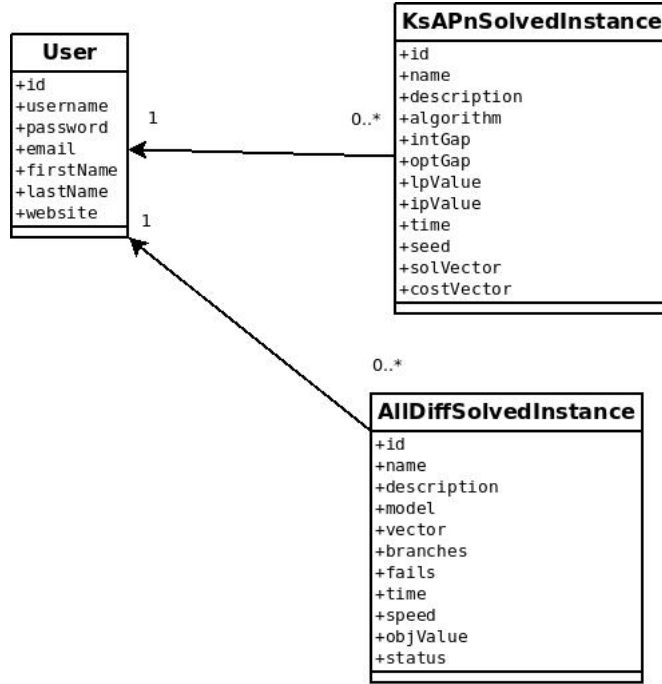 User
+id
+username
+password
+email
+firstName
+lastName
+website
1
0..*
1
KsAPnSolvedInstance
+id
+name
+description
+algorithm
+intGap
+optGap
+lpValue
+ipValue
+time
+seed
+solVector
+costVector
0..*
AllDiffSolvedInstance
+id
+name
+description
+model
+vector
+branches
+fails
+time
+speed
+objValue
+status